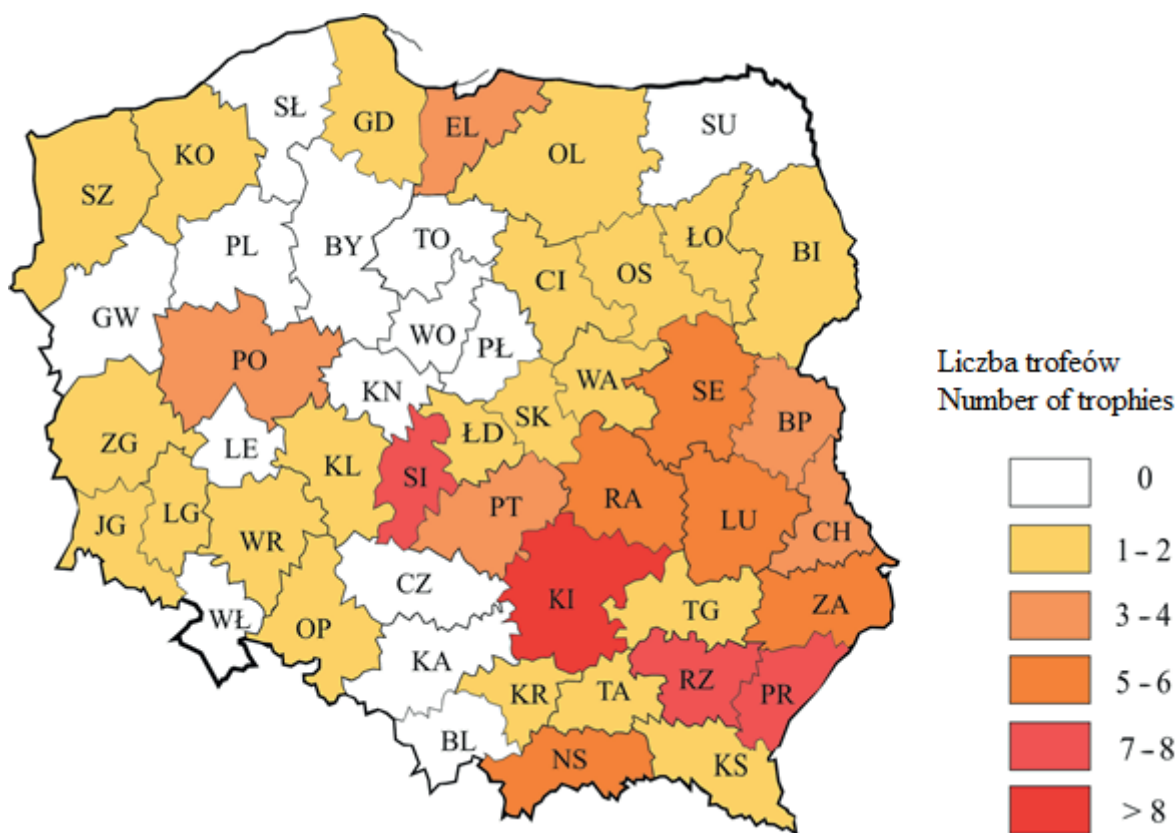 SŁ
GD
EL
SU
KO
OL
SZ
PL
BY
TO
ŁO
BI
CI
OS
GW
WO
PŁ
PO
WA
KN
SE
BP
ZG
LE
KL
SI
ŁD
SK
JG
LG
WR
PT
RA
LU
CH
CZ
KI
TG
ZA
WŁ
OP
KA
KR
TA
RZ
PR
BL
NS
KS
Liczba trofeów
Number of trophies
0
1 - 2
3 - 4
5 - 6
7 - 8
> 8